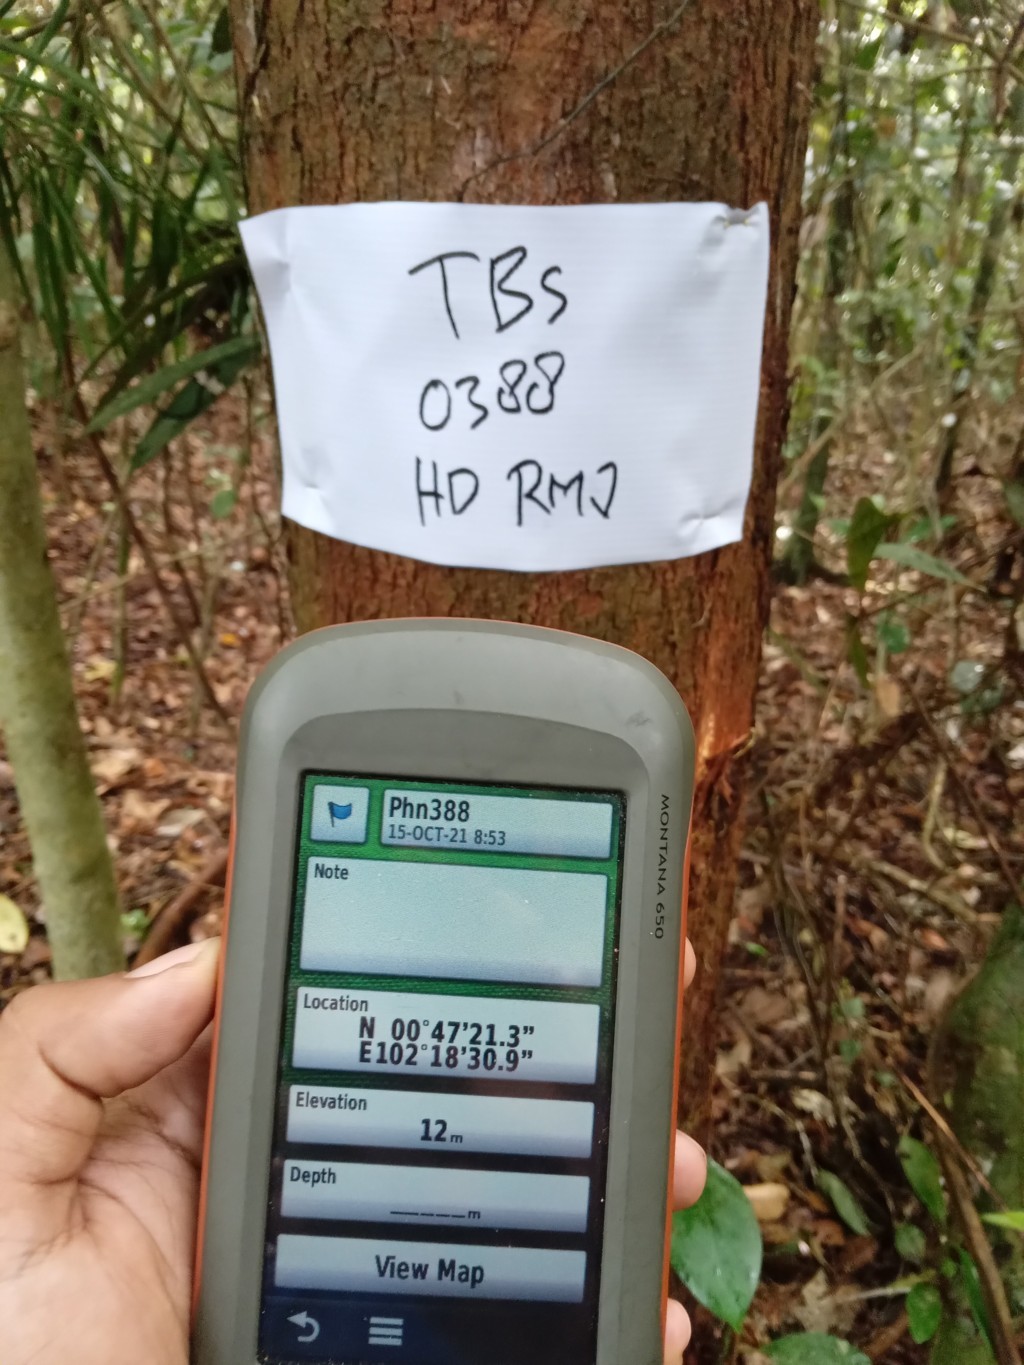 TBs
0388
HD RMJ
MONTANA 650
Phn388
15-OCT-21 8:53
Note
Location
N 00°47'21.3"
E102°18'30.9"
Elevation
12m
Depth
_____m
View Map